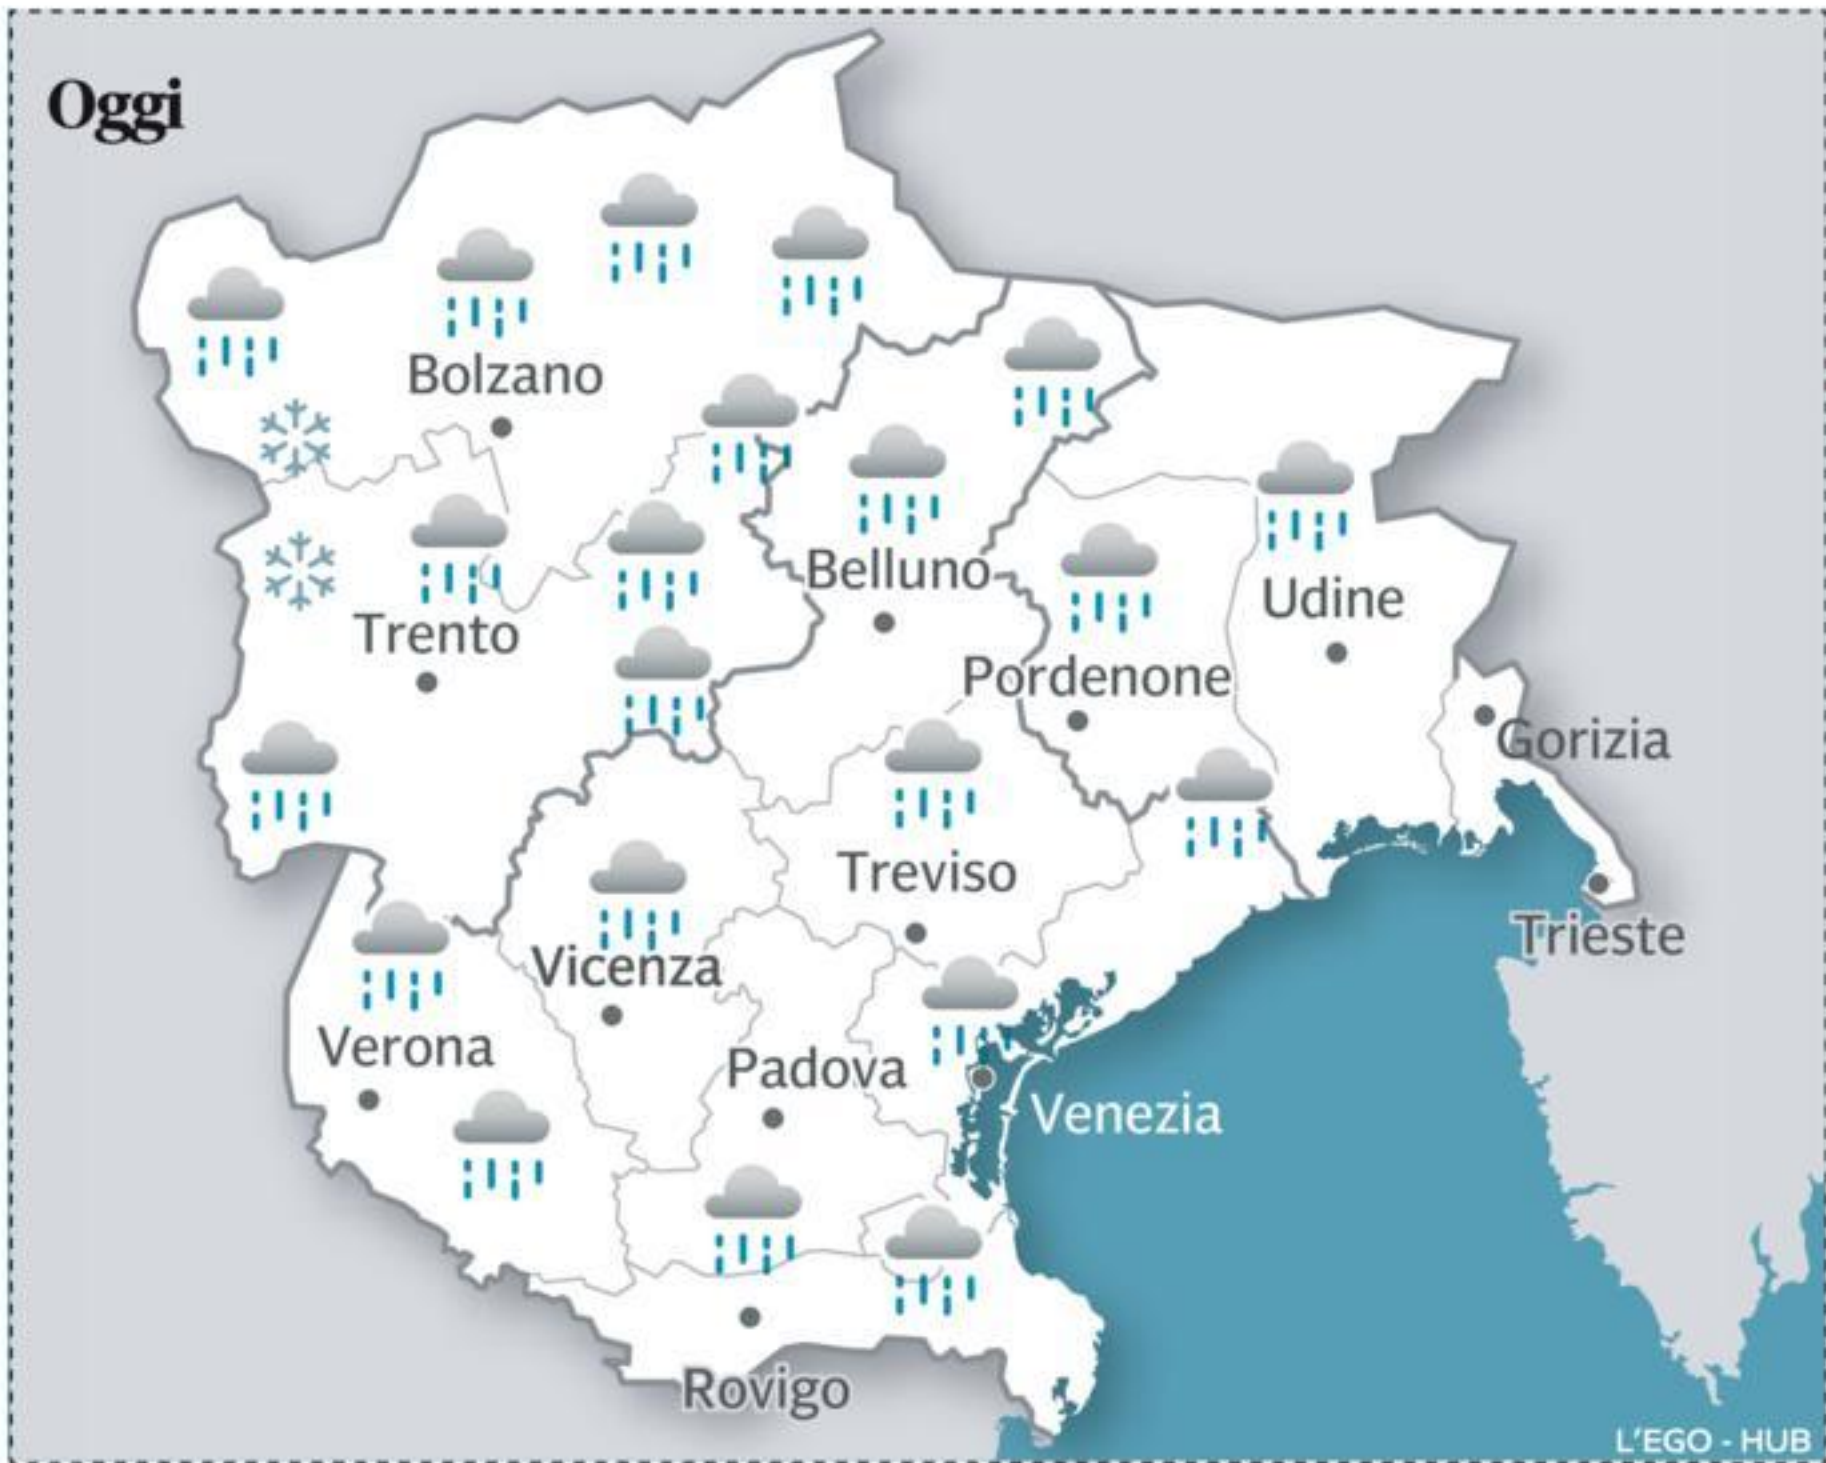 Oggi
Bolzano
Belluno
Udine
Trento
Pordenone
Gorizia
Treviso
Trieste
Vicenza
Verona
Padova
Venezia
Rovigo
L'EGO - HUB